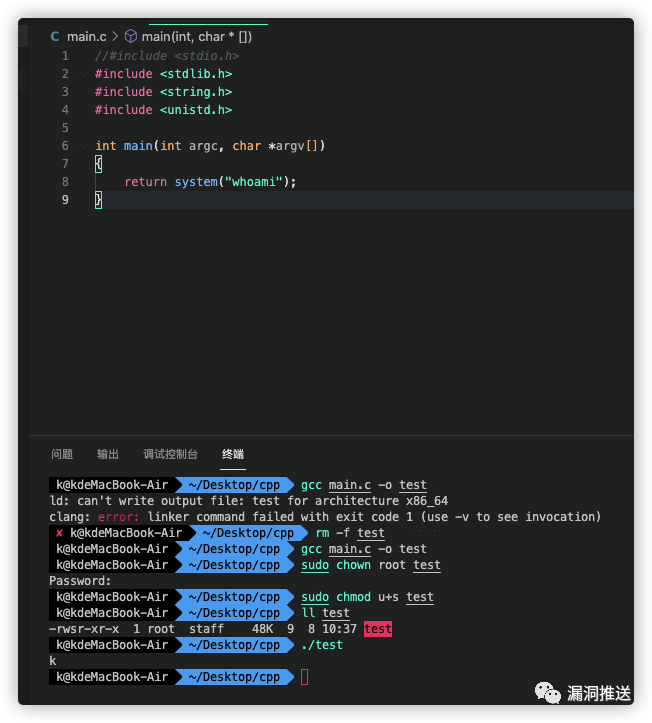 C main.c > main(int, char * [])
1 //#include <stdio.h>
2 #include <stdlib.h>
3 #include <string.h>
4 #include <unistd.h>
5
6 int main(int argc, char *argv[])
7 {
8 return system("whoami");
9 }
问题 输出 调试控制台 终端
k@kdeMacBook-Air ~/Desktop/cpp gcc main.c -o test
ld: can't write output file: test for architecture x86_64
clang: error: linker command failed with exit code 1 (use -v to see invocation)
✘ k@kdeMacBook-Air ~/Desktop/cpp rm -f test
k@kdeMacBook-Air ~/Desktop/cpp gcc main.c -o test
k@kdeMacBook-Air ~/Desktop/cpp sudo chown root test
Password:
k@kdeMacBook-Air ~/Desktop/cpp sudo chmod u+s test
k@kdeMacBook-Air ~/Desktop/cpp ll test
-rwsr-xr-x 1 root staff 48K 9 8 10:37 test
k@kdeMacBook-Air ~/Desktop/cpp ./test
k
k@kdeMacBook-Air ~/Desktop/cpp
漏洞推送